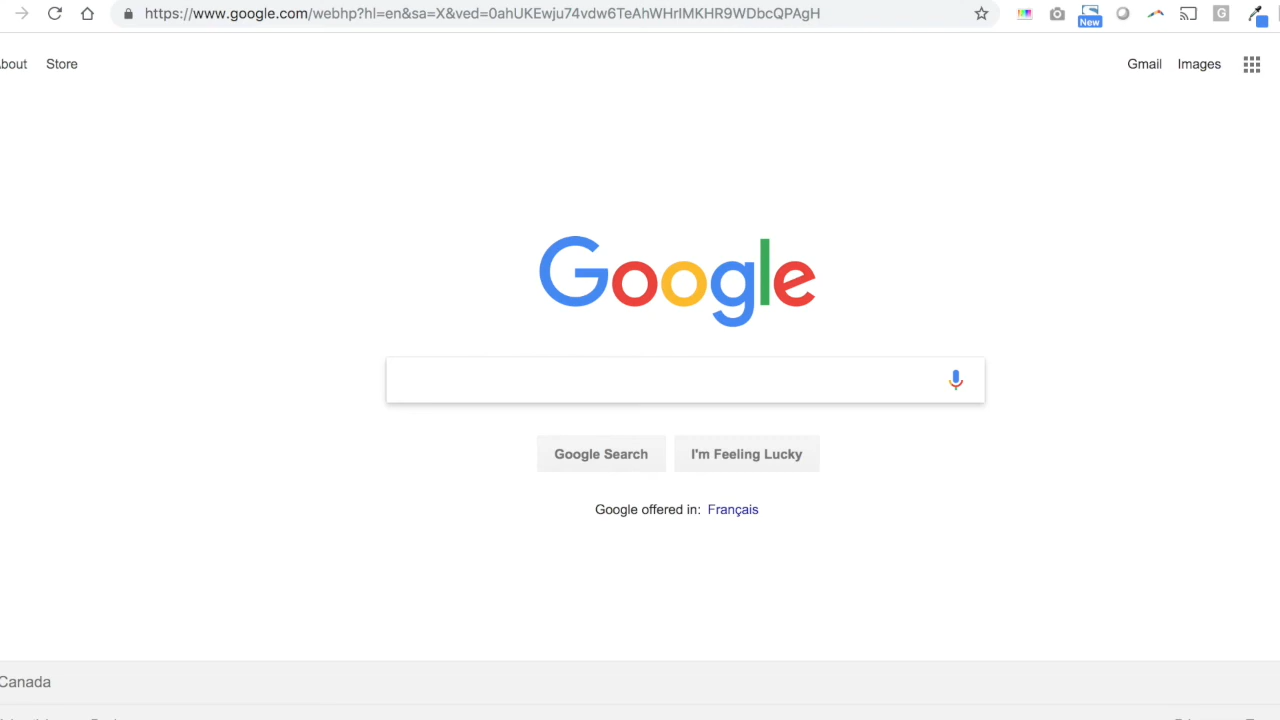 https://www.google.com/webhp?hl=en&sa=X&ved=0ahUKEwju74vdw6TeAhWHrIMKHR9WDbcQPAgH
New
G
bout Store Gmail Images
Google
Google Search I'm Feeling Lucky
Google offered in: Français
Canada